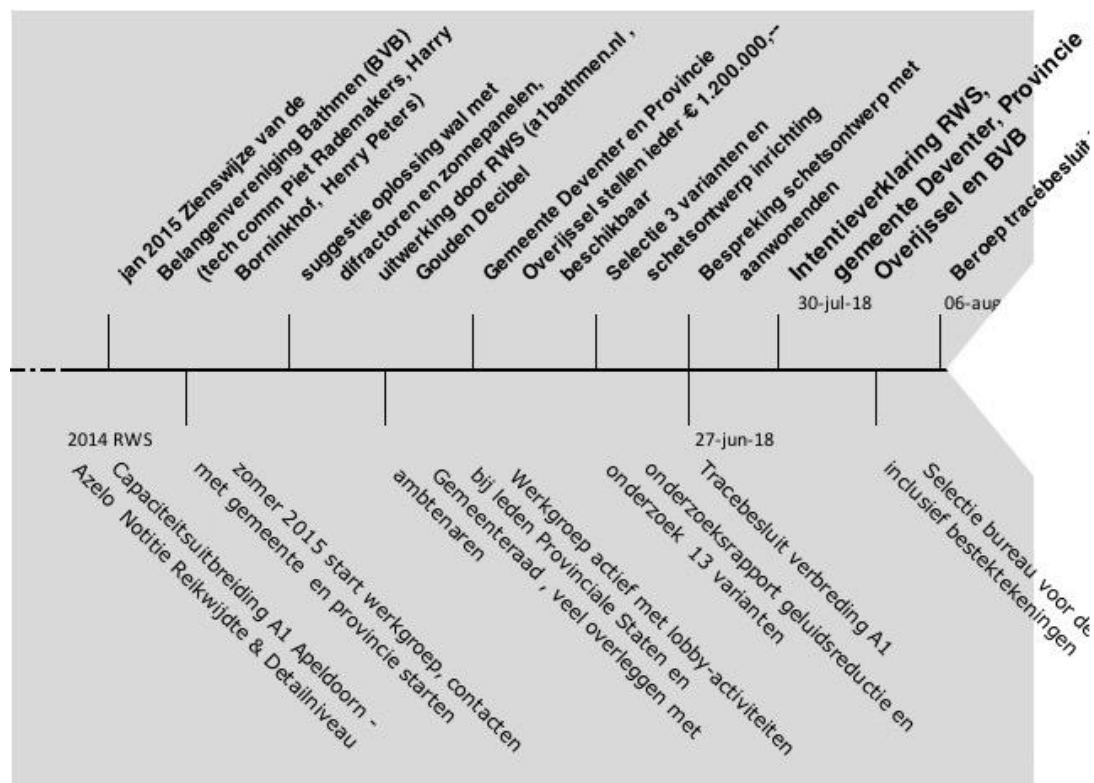 jan 2015 Zienswijze van de
Belangenvereniging Bathmen (BVB)
(tech comm Piet Rademakers, Harry
Borninkhof, Henry Peters)
suggestie oplossing wal met
difractoren en zonnepanelen,
uitwerking door RWS (a1bathmen.nl ,
Gouden Decibel
Gemeente Deventer en Provincie
Overijssel stellen ieder € 1.200.000,--
beschikbaar
Selectie 3 varianten en
schetsontwerp inrichting
Bespreking schetsontwerp met
aanwonenden
Intentieverklaring RWS,
gemeente Deventer, Provincie
Overijssel en BVB
30-jul-18
Beroep tracébesluit
06-aug
2014 RWS
Capaciteitsuitbreiding A1 Apeldoorn -
Azelo Notitie Reikwijdte & Detailniveau
zomer 2015 start werkgroep, contacten
met gemeente en provincie starten
Werkgroep actief met lobby-activiteiten
bij leden Provinciale Staten en
Gemeenteraad , veel overleggen met
ambtenaren
27-jun-18
Tracebesluit verbreding A1
onderzoeksrapport geluidsreductie en
onderzoek 13 varianten
Selectie bureau voor de
inclusief bestektekeningen